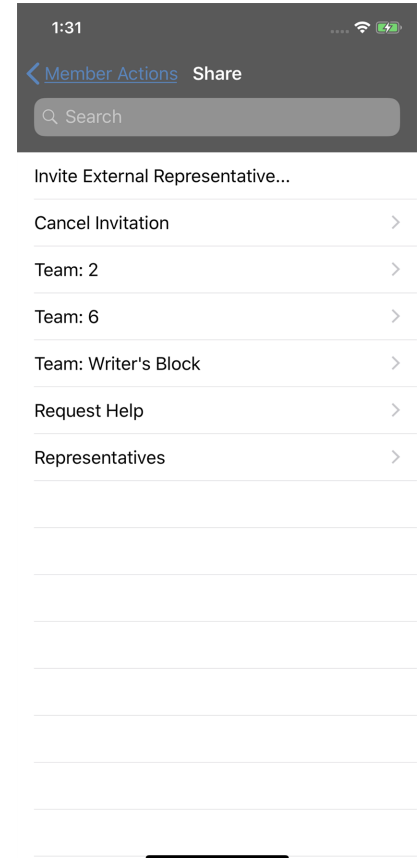 1:31
Member Actions Share
Search
Invite External Representative...
Cancel Invitation
Team: 2
Team: 6
Team: Writer's Block
Request Help
Representatives